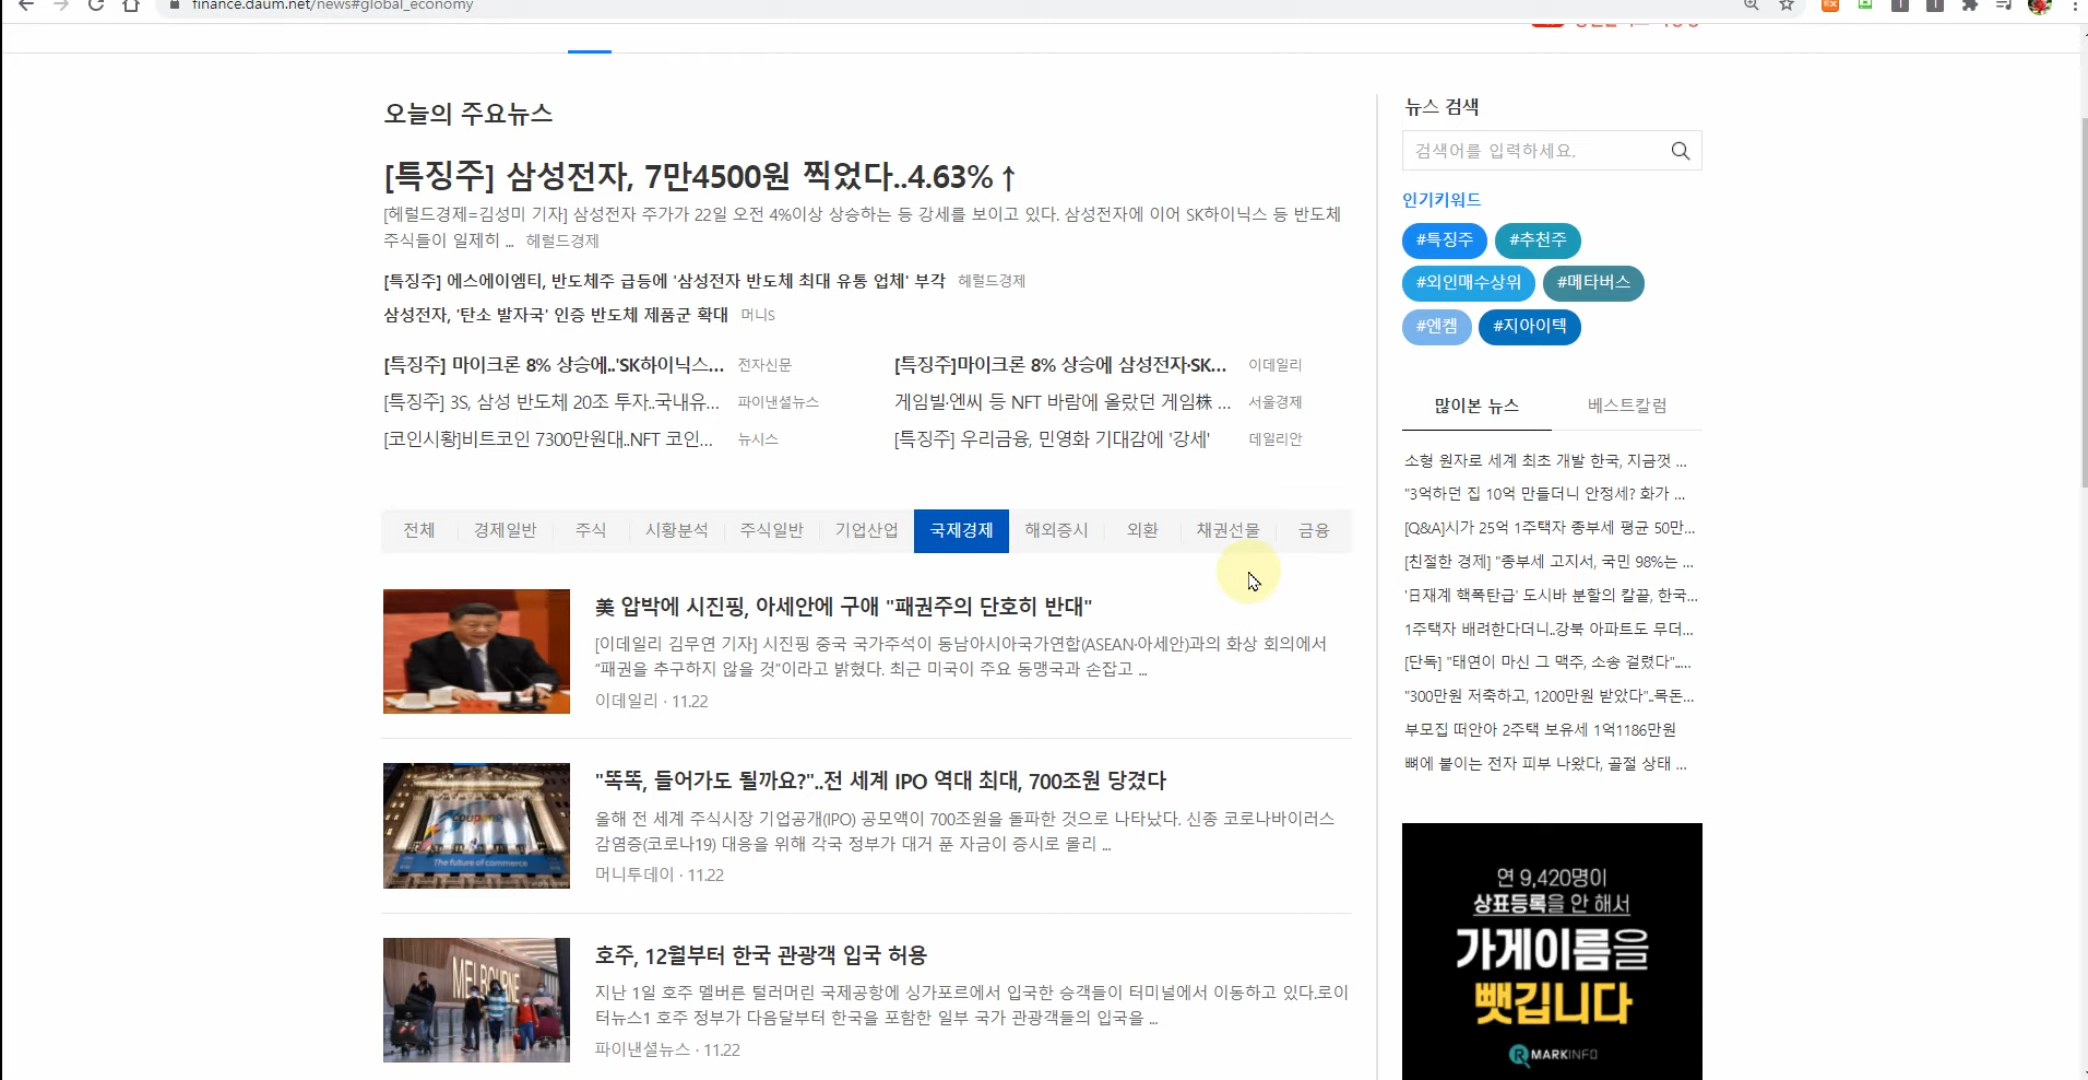 finance.daum.net/news#global_economy
오늘의 주요뉴스
[특징주] 삼성전자, 7만4500원 찍었다..4.63%↑
[헤럴드경제=김성미 기자] 삼성전자 주가가 22일 오전 4%이상 상승하는 등 강세를 보이고 있다. 삼성전자에 이어 SK하이닉스 등 반도체
주식들이 일제히 ... 헤럴드경제
[특징주] 에스에이엠티, 반도체주 급등에 '삼성전자 반도체 최대 유통 업체' 부각 헤럴드경제
삼성전자, '탄소 발자국' 인증 반도체 제품군 확대 머니S
[특징주] 마이크론 8% 상승에..'SK하이닉스... 전자신문
[특징주]마이크론 8% 상승에 삼성전자·SK... 이데일리
[특징주] 3S, 삼성 반도체 20조 투자..국내유... 파이낸셜뉴스
게임빌·엔씨 등 NFT 바람에 올랐던 게임株 ... 서울경제
[코인시황]비트코인 7300만원대..NFT 코인... 뉴시스
[특징주] 우리금융, 민영화 기대감에 '강세' 데일리안
전체 경제일반 주식 시황분석 주식일반 기업산업 국제경제 해외증시 외환 채권선물 금융
美 압박에 시진핑, 아세안에 구애 "패권주의 단호히 반대"
[이데일리 김무연 기자] 시진핑 중국 국가주석이 동남아시아국가연합(ASEAN·아세안)과의 화상 회의에서
“패권을 추구하지 않을 것”이라고 밝혔다. 최근 미국이 주요 동맹국과 손잡고 ...
이데일리 · 11.22
"똑똑, 들어가도 될까요?"..전 세계 IPO 역대 최대, 700조원 당겼다
올해 전 세계 주식시장 기업공개(IPO) 공모액이 700조원을 돌파한 것으로 나타났다. 신종 코로나바이러스
감염증(코로나19) 대응을 위해 각국 정부가 대거 푼 자금이 증시로 몰리 ...
머니투데이 · 11.22
coupang
The future of commerce
호주, 12월부터 한국 관광객 입국 허용
지난 1일 호주 멜버른 털러머린 국제공항에 싱가포르에서 입국한 승객들이 터미널에서 이동하고 있다.로이
터뉴스1 호주 정부가 다음달부터 한국을 포함한 일부 국가 관광객들의 입국을 ...
파이낸셜뉴스 · 11.22
MELBOURNE
뉴스 검색
검색어를 입력하세요.
인기키워드
#특징주 #추천주
#외인매수상위 #메타버스
#엔켐 #지아이텍
많이본 뉴스 베스트칼럼
소형 원자로 세계 최초 개발 한국, 지금껏 ...
"3억하던 집 10억 만들더니 안정세? 화가 ...
[Q&A]시가 25억 1주택자 종부세 평균 50만...
[친절한 경제] "종부세 고지서, 국민 98%는 ...
'日재계 핵폭탄급' 도시바 분할의 칼끝, 한국...
1주택자 배려한다더니..강북 아파트도 무더...
[단독] "태연이 마신 그 맥주, 소송 걸렸다".....
"300만원 저축하고, 1200만원 받았다"..목돈...
부모집 떠안아 2주택 보유세 1억1186만원
뼈에 붙이는 전자 피부 나왔다, 골절 상태 ...
연 9,420명이
상표등록을 안 해서
가게이름을
뺏깁니다
MARKINFO